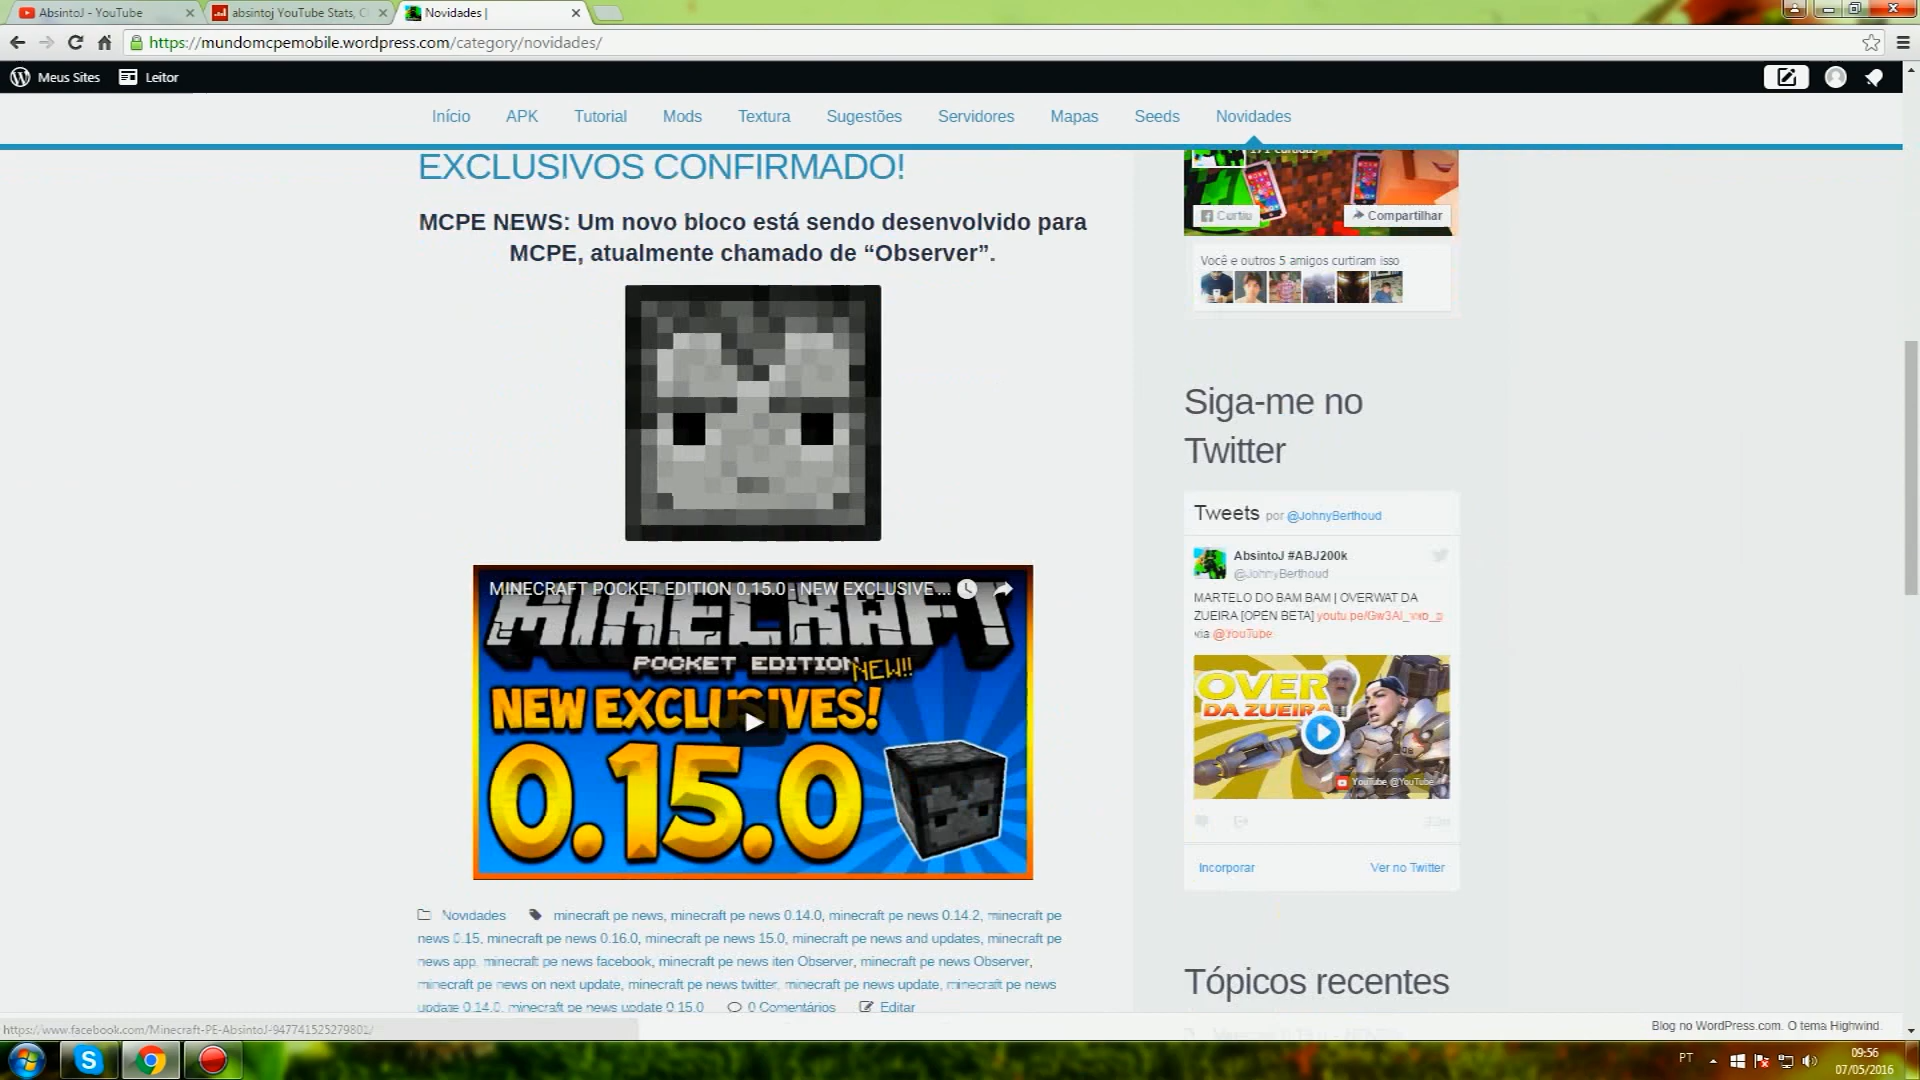 AbsintoJ - YouTube
absintoj YouTube Stats, C
Novidades |
https://mundomcpemobile.wordpress.com/category/novidades/
Meus Sites
Leitor
Início
APK
Tutorial
Mods
Textura
Sugestões
Servidores
Mapas
Seeds
Novidades
EXCLUSIVOS CONFIRMADO!
MCPE NEWS: Um novo bloco está sendo desenvolvido para
MCPE, atualmente chamado de “Observer”.
MINECRAFT POCKET EDITION 0.15.0 - NEW EXCLUSIVE ...
MINECRAFT
POCKET EDITION
NEW!!
NEW EXCLUSIVES!
0.15.0
Novidades
minecraft pe news, minecraft pe news 0.14.0, minecraft pe news 0.14.2, minecraft pe
news 0.15, minecraft pe news 0.16.0, minecraft pe news 15.0, minecraft pe news and updates, minecraft pe
news app, minecraft pe news facebook, minecraft pe news iten Observer, minecraft pe news Observer,
minecraft pe news on next update, minecraft pe news twitter, minecraft pe news update, minecraft pe news
update 0.14.0, minecraft pe news update 0.15.0
0 Comentários
Editar
Curtiu
Compartilhar
Você e outros 5 amigos curtiram isso
Siga-me no
Twitter
Tweets por @JohnyBerthoud
AbsintoJ #ABJ200k
@JohnyBerthoud
MARTELO DO BAM BAM | OVERWAT DA
ZUEIRA [OPEN BETA]
via @YouTube
OVER
DA ZUEIRA
YouTube @YouTube
Incorporar
Ver no Twitter
Tópicos recentes
https://www.facebook.com/Minecraft-PE-AbsintoJ-947741525279801/
Blog no WordPress.com. O tema Highwind.
PT
09:56
07/05/2016